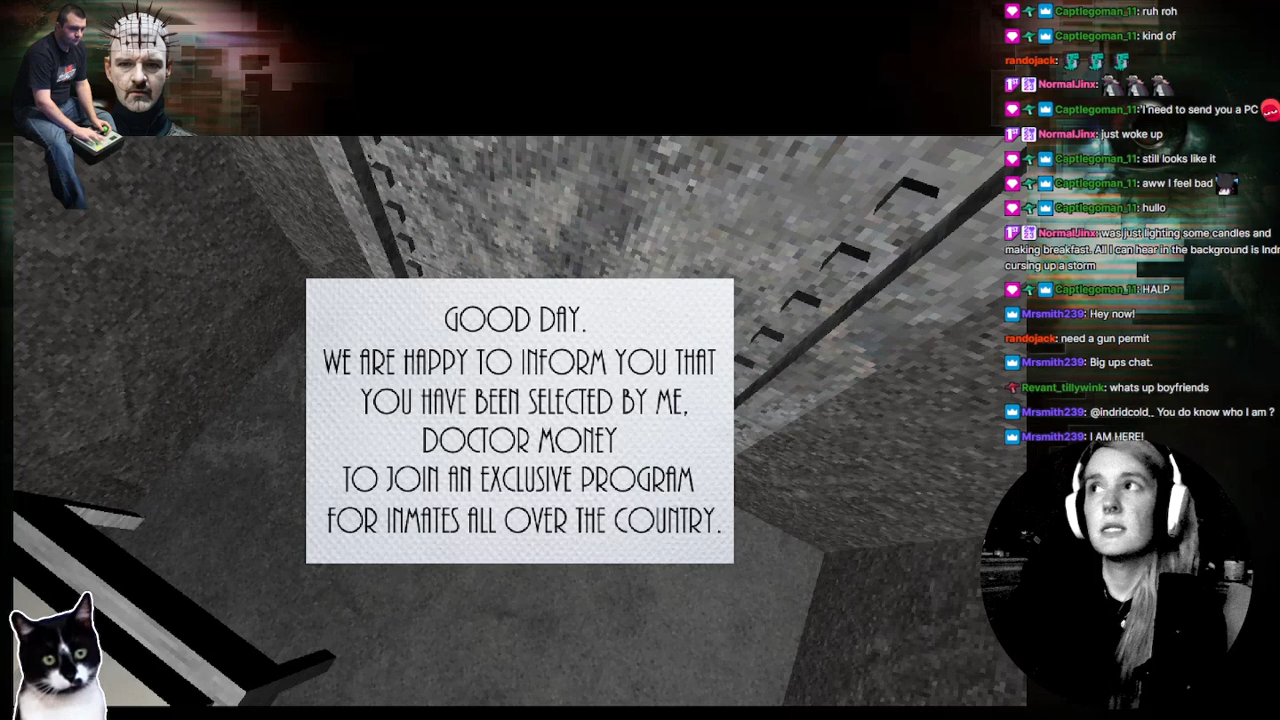 Captlegoman_11: ruh roh
Captlegoman_11: kind of
randojack:
NormalJinx:
Captlegoman_11: I need to send you a PC
NormalJinx: just woke up
Captlegoman_11: still looks like it
Captlegoman_11: aww I feel bad
Captlegoman_11: hullo
NormalJinx: was just lighting some candles and
making breakfast. All I can hear in the background is Indr
cursing up a storm
Captlegoman_11: HALP
Mrsmith239: Hey now!
randojack: need a gun permit
Mrsmith239: Big ups chat.
Revant_tillywink: whats up boyfriends
Mrsmith239: @indridcold_ You do know who I am ?
Mrsmith239: I AM HERE!
GOOD DAY.
WE ARE HAPPY TO INFORM YOU THAT
YOU HAVE BEEN SELECTED BY ME,
DOCTOR MONEY
TO JOIN AN EXCLUSIVE PROGRAM
FOR INMATES ALL OVER THE COUNTRY.